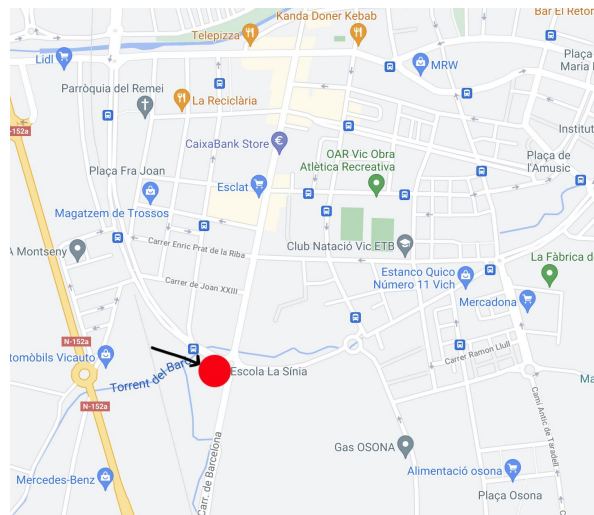 Kanda Doner Kebab
Bar El Retor
Telepizza
Plaça
Maria
Lidl
MRW
Parròquia del Remei
La Reciclària
N-152a
Institut
CaixaBank Store
OAR Vic Obra
Atlètica Recreativa
Plaça de
l'Amusic
Plaça Fra Joan
Esclat
Magatzem de Trossos
Carrer Enric Prat de la Riba
Club Natació Vic ETB
A Montseny
La Fàbrica d
Estanco Quico
Número 11 Vich
Carrer de Joan XXIII
Mercadona
N-152a
tomòbils Vicauto
Carrer Ramon Llull
Escola La Sínia
Torrent del Barc
Ma
N-152a
Camí Antic de Taradell
Carr. de Barcelona
Gas OSONA
Alimentació osona
Mercedes-Benz
Plaça Osona